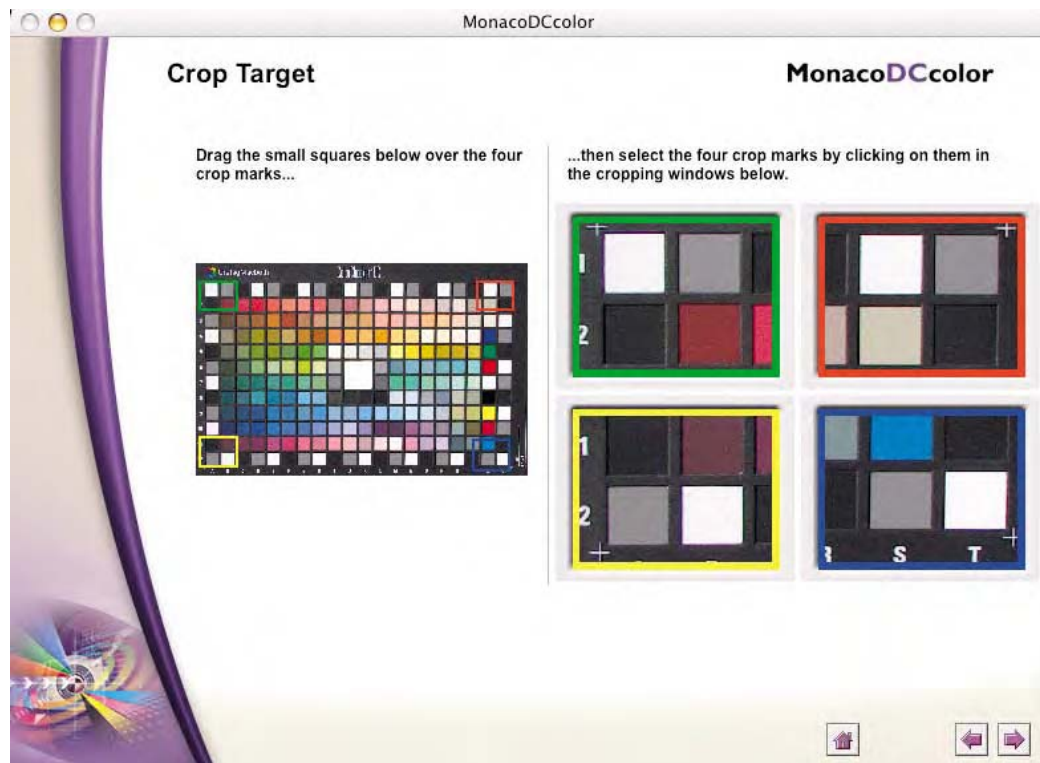 MonacoDCcolor
Crop Target
MonacoDCcolor
Drag the small squares below over the four
crop marks...
...then select the four crop marks by clicking on them in
the cropping windows below.
1
2
1
2
S T